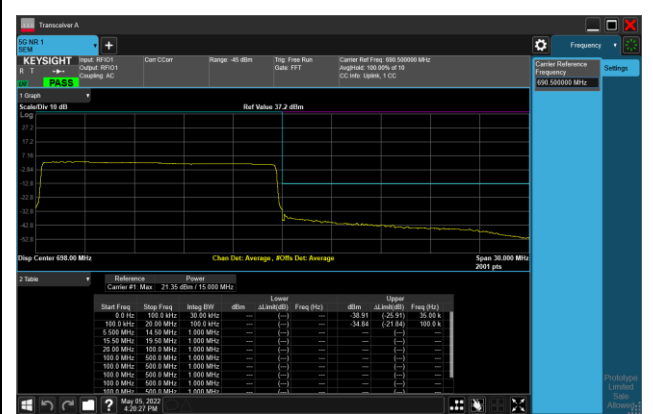 Transceiver A
5G NR 1
SEM
Frequency
KEYSIGHT
R T
LXI
PASS
Input: RFIO1
Output: RFIO1
Coupling: AC
Corr CCorr
Range: -45 dBm
Trig: Free Run
Gate: FFT
Carrier Ref Freq: 690.500000 MHz
Avg|Hold: 100.00% of 10
CC Info: Uplink, 1 CC
Carrier Reference
Frequency
690.500000 MHz
Settings
1 Graph
Scale/Div 10 dB
Ref Value 37.2 dBm
Log
27.2
17.2
7.16
-2.84
-12.8
-22.8
-32.8
-42.8
-52.8
Disp Center 698.00 MHz
Chan Det: Average , #Offs Det: Average
Span 30.000 MHz
2001 pts
2 Table
Reference Power
Carrier #1 Max 21.35 dBm / 15.000 MHz
Lower Upper
Start Freq Stop Freq Integ BW dBm ΔLimit(dB) Freq (Hz) dBm ΔLimit(dB) Freq (Hz)
0.0 Hz 100.0 kHz 30.00 kHz --- (---) --- -38.91 (-25.91) 35.00 k
100.0 kHz 20.00 MHz 100.0 kHz --- (---) --- -34.84 (-21.84) 100.0 k
5.500 MHz 14.50 MHz 1.000 MHz --- (---) --- --- (---) ---
15.50 MHz 19.50 MHz 1.000 MHz --- (---) --- --- (---) ---
20.00 MHz 100.0 MHz 1.000 MHz --- (---) --- --- (---) ---
100.0 MHz 500.0 MHz 1.000 MHz --- (---) --- --- (---) ---
100.0 MHz 500.0 MHz 1.000 MHz --- (---) --- --- (---) ---
100.0 MHz 500.0 MHz 1.000 MHz --- (---) --- --- (---) ---
100.0 MHz 500.0 MHz 1.000 MHz --- (---) --- --- (---) ---
100.0 MHz 500.0 MHz 1.000 MHz --- (---) --- --- (---) ---
May 05, 2022
4:20:27 PM
Prototype
Limited
Sale
Allowed